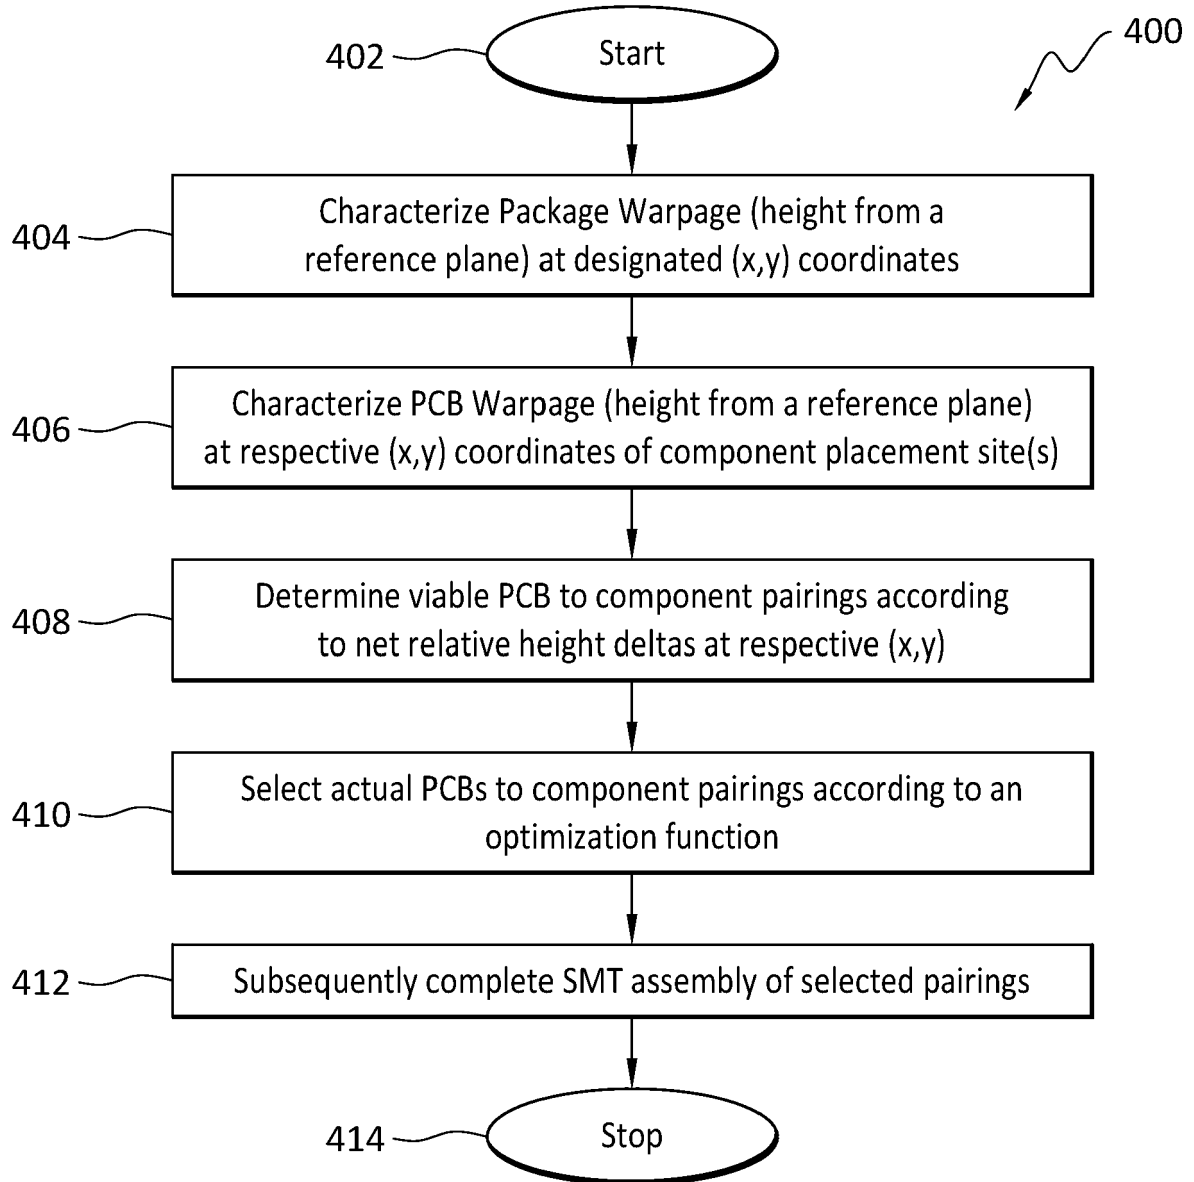 400
402
Start
404
Characterize Package Warpage (height from a
reference plane) at designated (x,y) coordinates
406
Characterize PCB Warpage (height from a reference plane)
at respective (x,y) coordinates of component placement site(s)
408
Determine viable PCB to component pairings according
to net relative height deltas at respective (x,y)
410
Select actual PCBs to component pairings according to an
optimization function
412
Subsequently complete SMT assembly of selected pairings
414
Stop